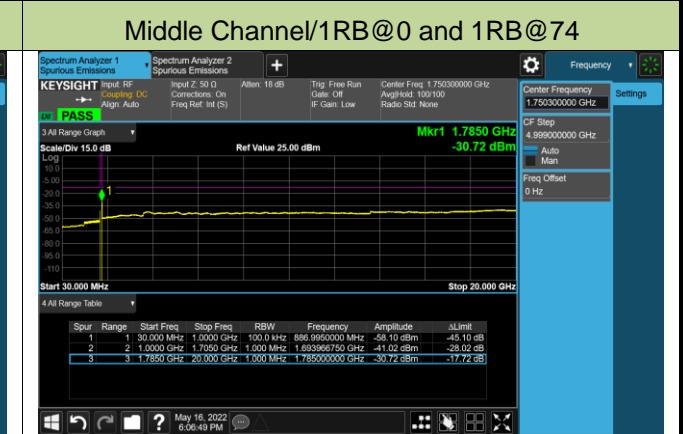 Middle Channel/1RB@0 and 1RB@74
Spectrum Analyzer 1
Spurious Emissions
Spectrum Analyzer 2
Spurious Emissions
+
Frequency
KEYSIGHT
Input: RF
Coupling: DC
Align: Auto
Input Z: 50 Ω
Corrections: On
Freq Ref: Int (S)
Atten: 18 dB
Trig: Free Run
Gate: Off
IF Gain: Low
Center Freq: 1.750300000 GHz
Avg|Hold: 100/100
Radio Std: None
PASS
Center Frequency
1.750300000 GHz
Settings
CF Step
4.999000000 GHz
Auto
Man
Freq Offset
0 Hz
3 All Range Graph
Mkr1 1.7850 GHz
Scale/Div 15.0 dB
Ref Value 25.00 dBm
-30.72 dBm
Log
10.0
-5.00
-20.0
-35.0
-50.0
-65.0
-80.0
-95.0
-110
1
Start 30.000 MHz
Stop 20.000 GHz
4 All Range Table
Spur Range Start Freq Stop Freq RBW Frequency Amplitude ΔLimit
1 1 30.000 MHz 1.0000 GHz 100.0 kHz 886.9950000 MHz -58.10 dBm -45.10 dB
2 2 1.0000 GHz 1.7050 GHz 1.000 MHz 1.693966750 GHz -41.02 dBm -28.02 dB
3 3 1.7850 GHz 20.000 GHz 1.000 MHz 1.785000000 GHz -30.72 dBm -17.72 dB
?
May 16, 2022
6:06:49 PM